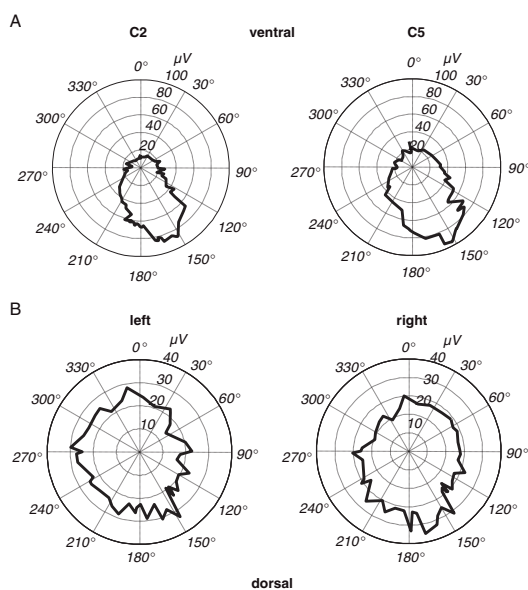 A
C2 ventral C5
0° µV 0° µV
330° 100 30° 330° 100 30°
80 80
300° 60 60° 300° 60 60°
40 40
20 20
270° 90° 270° 90°
240° 120° 240° 120°
210° 150° 210° 150°
180° 180°
B
left right
0° µV 0° µV
330° 40 30° 330° 40 30°
30 30
300° 20 60° 300° 20 60°
10 10
270° 90° 270° 90°
240° 120° 240° 120°
210° 150° 210° 150°
180° 180°
dorsal